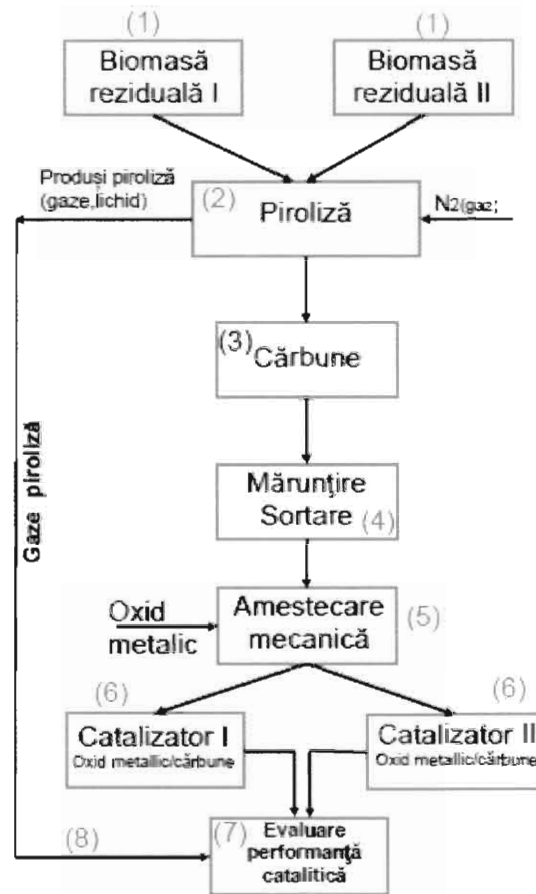 (1)
(1)
Biomasă
reziduală I
Biomasă
reziduală II
Produși piroliză
(gaze,lichid)
(2)
Piroliză
N2(gaz;
(3)
Cărbune
Gaze piroliză
Mărunţire
Sortare
(4)
Oxid
metalic
Amestecare
mecanică
(5)
(6)
(6)
Catalizator I
Oxid metallic/cărbune
Catalizator II
Oxid metallic/cărbune
(8)
(7)
Evaluare
performanţă
catalitică